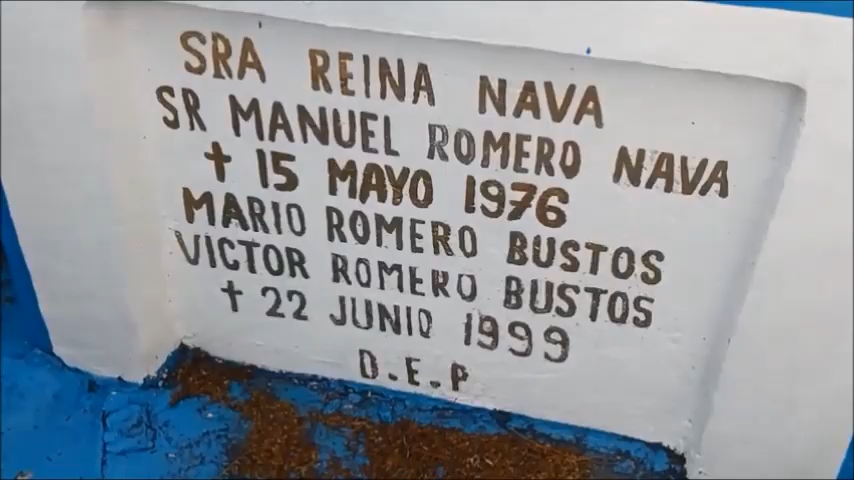 SRA REINA NAVA
SR MANUEL ROMERO NAVA
✝ 15 MAYO 1976
MARIO ROMERO BUSTOS
VICTOR ROMERO BUSTOS
✝ 22 JUNIO 1999
D.E.P